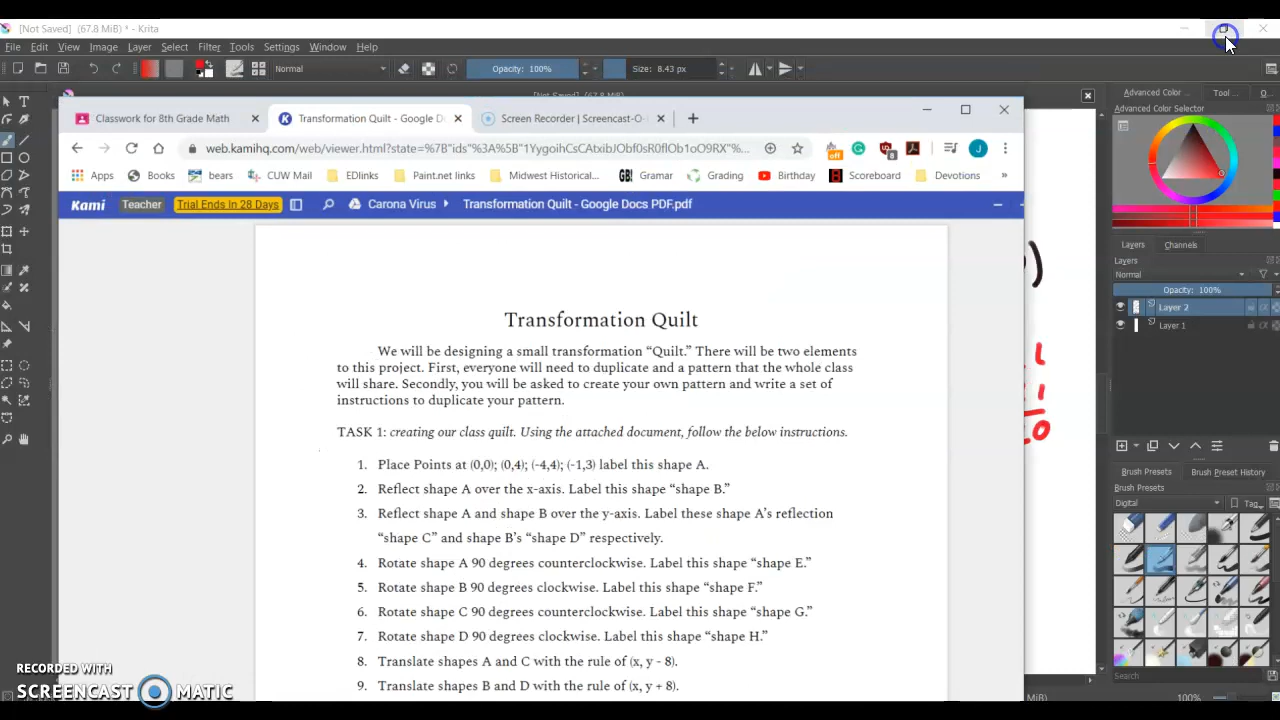 [Not Saved] (67.8 MiB) * - Krita
File Edit View Image Layer Select Filter Tools Settings Window Help
Normal Opacity: 100% Size: 8.43 px
Advanced Color ... Tool ... O...
Advanced Color Selector
Classwork for 8th Grade Math Transformation Quilt - Google D Screen Recorder | Screencast-O-
web.kamihq.com/web/viewer.html?state=%7B"ids"%3A%5B"1YygoihCsCAtxibJObf0sR0flOb1oO9RX"%...
Apps Books bears CUW Mail EDlinks Paint.net links Midwest Historical... GB! Gramar Grading Birthday Scoreboard Devotions »
Kami Teacher Trial Ends In 28 Days Carona Virus Transformation Quilt - Google Docs PDF.pdf
Transformation Quilt
We will be designing a small transformation “Quilt.” There will be two elements
to this project. First, everyone will need to duplicate and a pattern that the whole class
will share. Secondly, you will be asked to create your own pattern and write a set of
instructions to duplicate your pattern.
TASK 1: creating our class quilt. Using the attached document, follow the below instructions.
1. Place Points at (0,0); (0,4); (-4,4); (-1,3) label this shape A.
2. Reflect shape A over the x-axis. Label this shape “shape B.”
3. Reflect shape A and shape B over the y-axis. Label these shape A’s reflection
“shape C” and shape B’s “shape D” respectively.
4. Rotate shape A 90 degrees counterclockwise. Label this shape “shape E.”
5. Rotate shape B 90 degrees clockwise. Label this shape “shape F.”
6. Rotate shape C 90 degrees counterclockwise. Label this shape “shape G.”
7. Rotate shape D 90 degrees clockwise. Label this shape “shape H.”
8. Translate shapes A and C with the rule of (x, y - 8).
9. Translate shapes B and D with the rule of (x, y + 8).
Layers Channels
Layers
Normal
Opacity: 100%
Layer 2
Layer 1
Brush Presets Brush Preset History
Brush Presets
Digital Tag
Search
MiB) 100%
RECORDED WITH
SCREENCAST MATIC